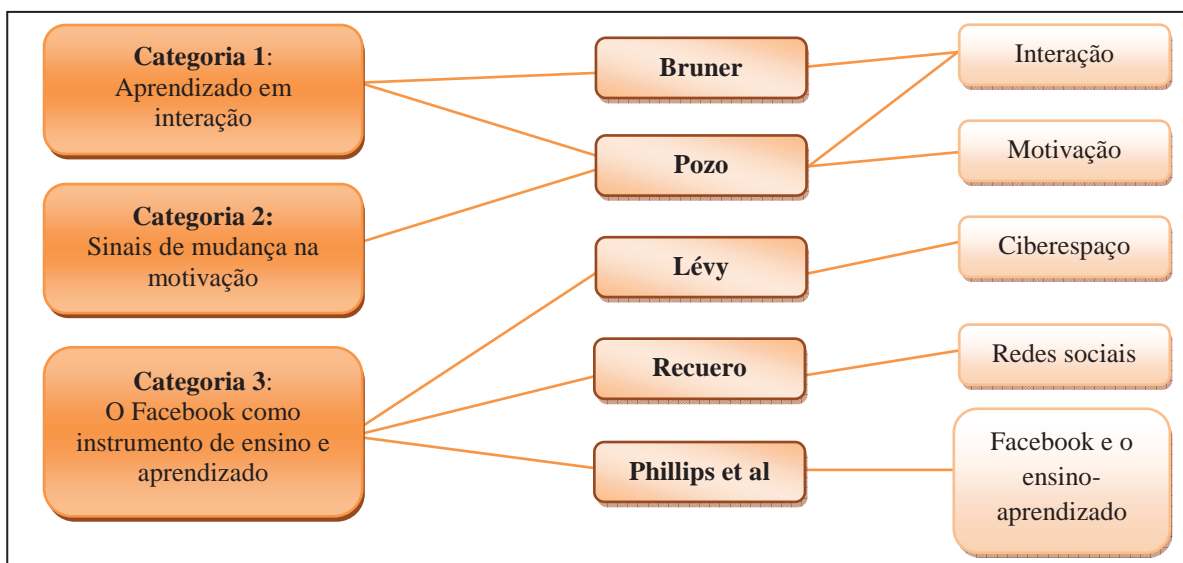 Categoria 1:
Aprendizado em
interação
Categoria 2:
Sinais de mudança na
motivação
Categoria 3:
O Facebook como
instrumento de ensino e
aprendizado
Bruner
Pozo
Lévy
Recuero
Phillips et al
Interação
Motivação
Ciberespaço
Redes sociais
Facebook e o
ensino-
aprendizado